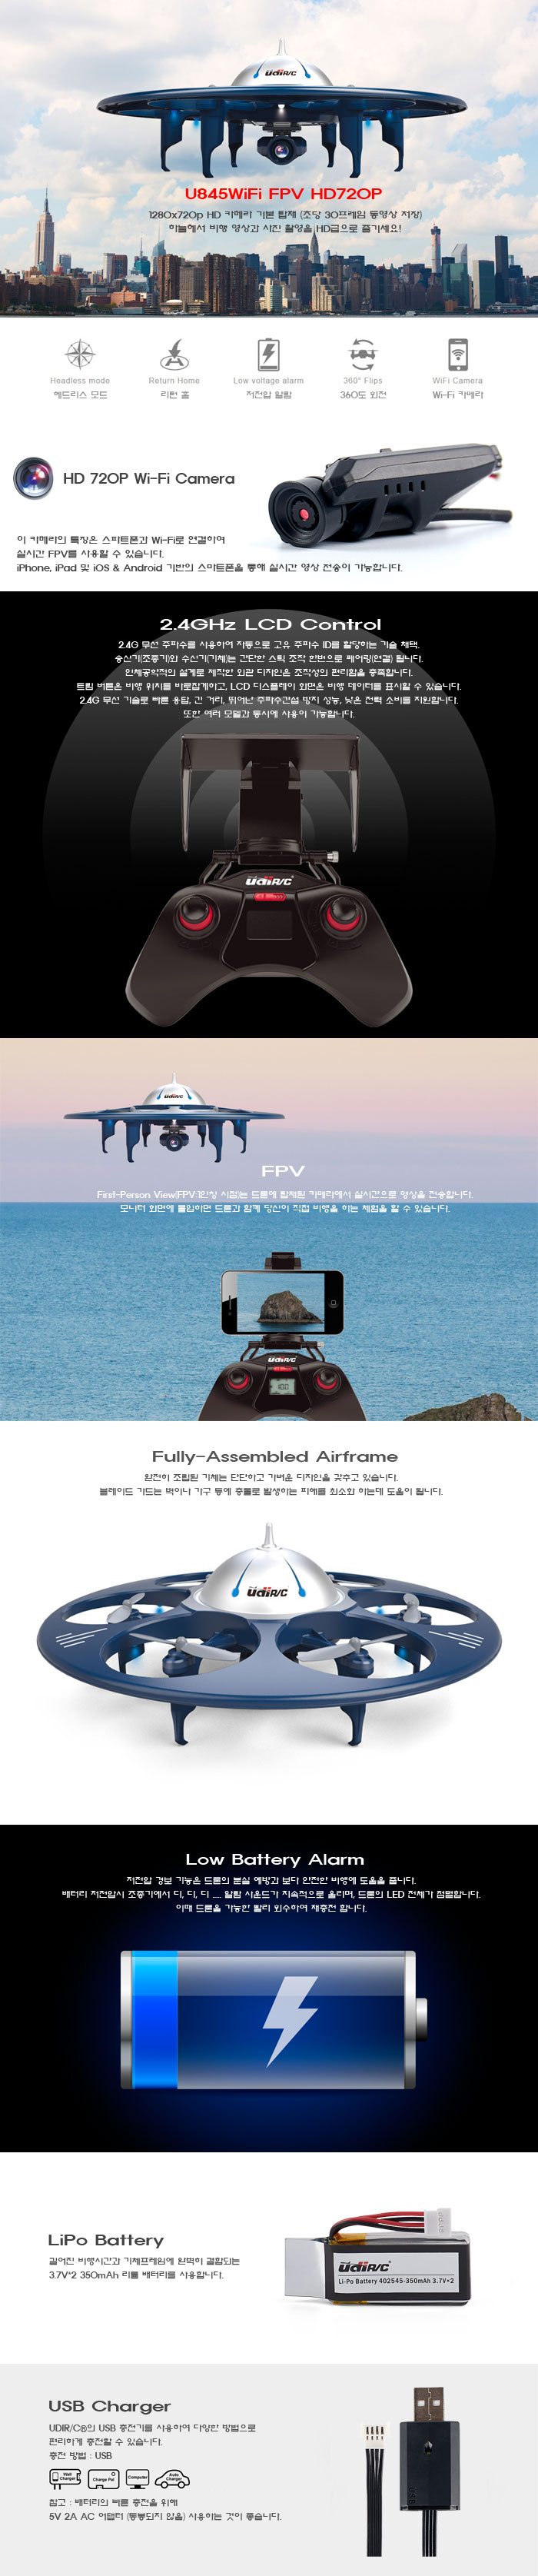 UdiR/C
U845WiFi FPV HD720P
1280x720p HD 카메라 기본 탑재 (초당 30프레임 동영상 저장)
하늘에서 비행 영상과 사진 촬영을 HD급으로 즐기세요!
Headless mode
Return Home
Low voltage alarm
360° Flips
WiFi Camera
헤드리스 모드
리턴 홈
저전압 알람
360도 회전
Wi-Fi 카메라
HD 720P Wi-Fi Camera
이 카메라의 특징은 스마트폰과 Wi-Fi로 연결하여
실시간 FPV를 사용할 수 있습니다.
iPhone, iPad 및 iOS & Android 기반의 스마트폰을 통해 실시간 영상 전송이 가능합니다.
2.4GHz LCD Control
2.4G 무선 주파수를 사용하여 자동으로 고유 주파수 ID를 할당하는 기술 채택.
송신기(조종기)와 수신기(기체)는 간단한 스틱 조작 한번으로 페어링(연결) 됩니다.
인체공학적인 설계로 제작한 외관 디자인은 조작성의 편리함을 충족합니다.
트림 버튼은 비행 위치를 바로잡게하고, LCD 디스플레이 화면은 비행 데이터를 표시할 수 있습니다.
2.4G 무선 기술로 빠른 응답, 긴 거리, 뛰어난 주파수간섭 방지 성능, 낮은 전력 소비를 지원합니다.
또한 여러 모델과 동시에 사용이 가능합니다.
UdiR/C
UdiR/C
FPV
First-Person View(FPV 1인칭 시점)는 드론에 탑재된 카메라에서 실시간으로 영상을 전송합니다.
모니터 화면에 몰입하면 드론과 함께 당신이 직접 비행을 하는 체험을 할 수 있습니다.
UdiR/C
100
Fully-Assembled Airframe
완전히 조립된 기체는 단단하고 가벼운 디자인을 갖추고 있습니다.
블레이드 가드는 벽이나 가구 등에 충돌로 발생하는 피해를 최소화 하는데 도움이 됩니다.
UdiR/C
Low Battery Alarm
저전압 경보 기능은 드론의 분실 예방과 보다 안전한 비행에 도움을 줍니다.
배터리 저전압시 조종기에서 디, 디, 디 .... 알람 사운드가 지속적으로 울리며, 드론의 LED 전체가 점멸합니다.
이때 드론을 가능한 빨리 회수하여 재충전 합니다.
LiPo Battery
길어진 비행시간과 기체프레임에 완벽히 결합되는
3.7V*2 350mAh 리튬 배터리를 사용합니다.
UdiR/C
Li-Po Battery 402545-350mAh 3.7V×2
USB Charger
UDIR/C®의 USB 충전기를 사용하여 다양한 방법으로
편리하게 충전할 수 있습니다.
충전 방법 : USB
Wall Charger
Charge Pal
Computer
Auto Charger
참고 : 배터리의 빠른 충전을 위해
5V 2A AC 어댑터 (동봉되지 않음) 사용하는 것이 좋습니다.
USB